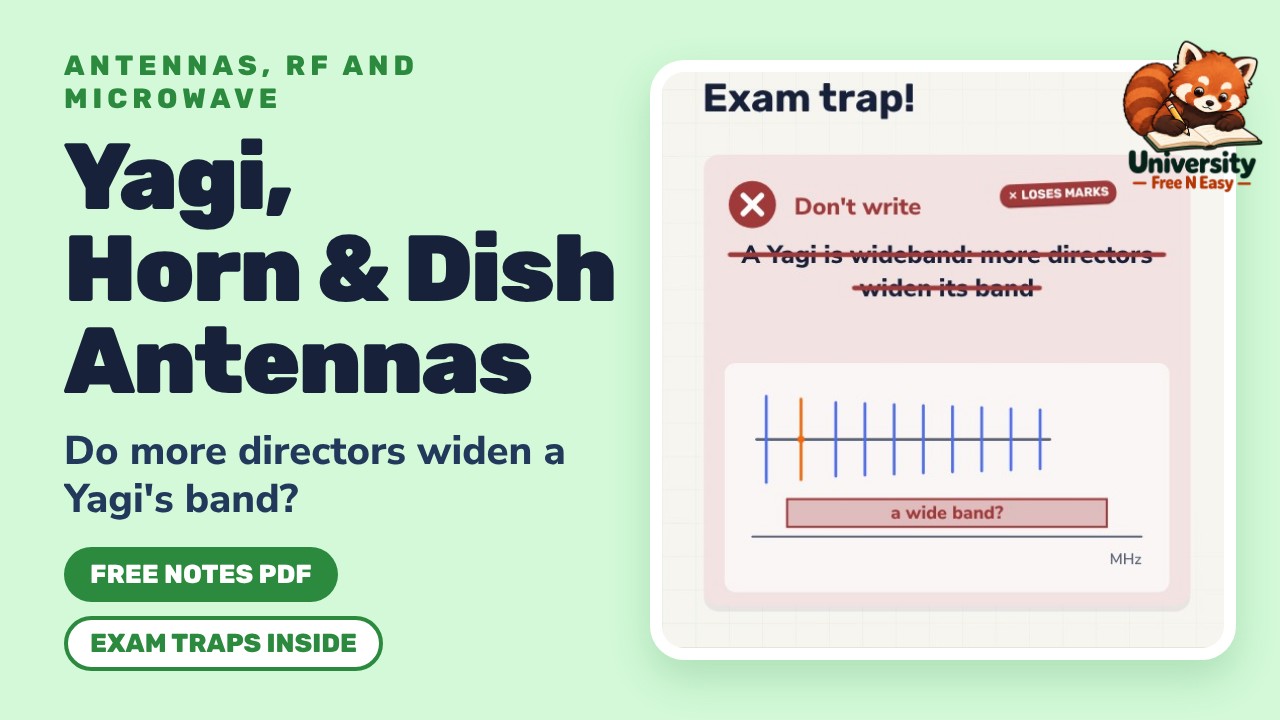 ANTENNAS, RF AND
MICROWAVE
Yagi,
Horn & Dish
Antennas
Do more directors widen a
Yagi's band?
FREE NOTES PDF
EXAM TRAPS INSIDE
Exam trap!
Don't write
× LOSES MARKS
A Yagi is wideband: more directors
widen its band
a wide band?
MHz
University
Free N Easy